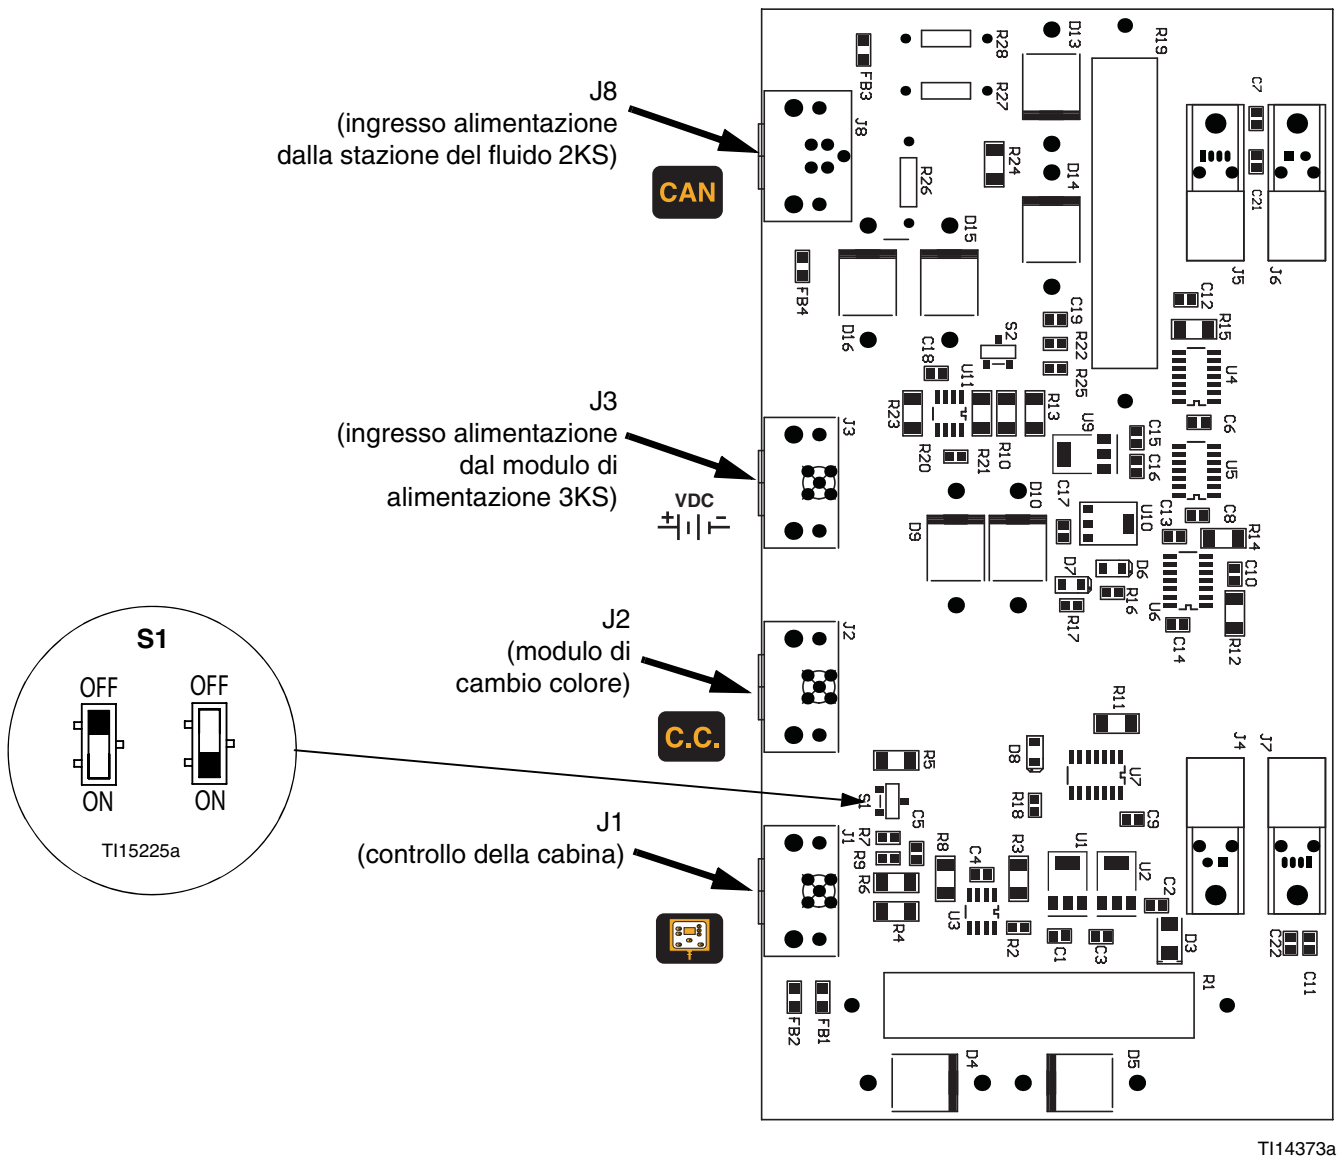 J8
(ingresso alimentazione
dalla stazione del fluido 2KS)
CAN
J3
(ingresso alimentazione
dal modulo di
alimentazione 3KS)
VDC
+ -
J2
(modulo di
cambio colore)
C.C.
J1
(controllo della cabina)
S1
OFF
OFF
ON
ON
TI15225a
FB3
R28
R27
D13
R19
C7
J8
R26
R24
D14
C21
D15
FB4
D16
J5
J6
C12
R15
C19
R22
R25
S2
C18
U11
U4
J3
R23
R20
R21
R10
R13
U9
C15
C16
C6
U5
D9
D10
C17
U10
C13
C8
R14
D7
D6
R16
R17
U6
C10
C14
R12
J2
R11
R5
D8
U7
J4
J7
S1
C5
R18
C9
J1
R7
R9
R6
R4
R8
C4
R3
U3
R2
U1
U2
C1
C3
C2
D3
C22
C11
FB2
FB1
R1
D4
D5
TI14373a